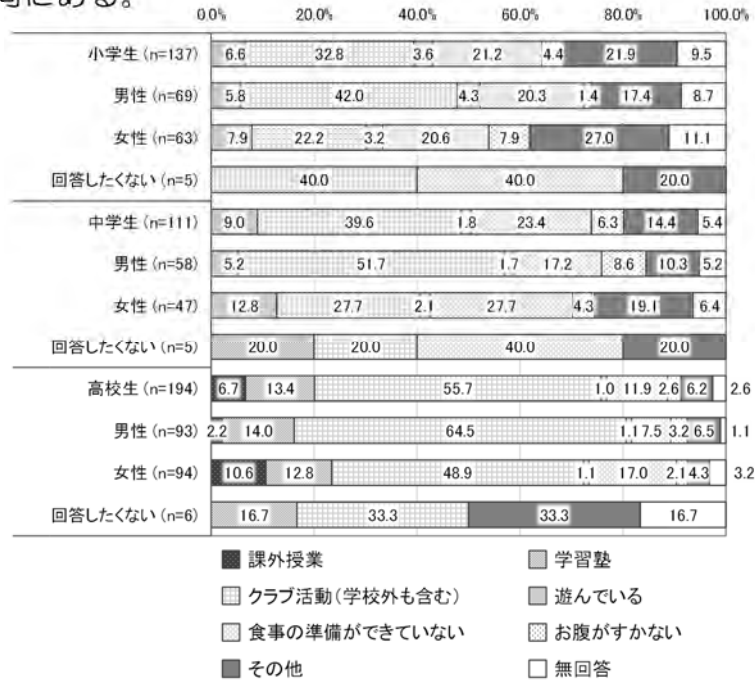 にある。
0.0% 20.0% 40.0% 60.0% 80.0% 100.0%
小学生 (n=137) 6.6 32.8 3.6 21.2 4.4 21.9 9.5
男性 (n=69) 5.8 42.0 4.3 20.3 1.4 17.4 8.7
女性 (n=63) 7.9 22.2 3.2 20.6 7.9 27.0 11.1
回答したくない (n=5) 40.0 40.0 20.0
中学生 (n=111) 9.0 39.6 1.8 23.4 6.3 14.4 5.4
男性 (n=58) 5.2 51.7 1.7 17.2 8.6 10.3 5.2
女性 (n=47) 12.8 27.7 2.1 27.7 4.3 19.1 6.4
回答したくない (n=5) 20.0 20.0 40.0 20.0
高校生 (n=194) 6.7 13.4 55.7 1.0 11.9 2.6 6.2 2.6
男性 (n=93) 2.2 14.0 64.5 1.1 7.5 3.2 6.5 1.1
女性 (n=94) 10.6 12.8 48.9 1.1 17.0 2.1 4.3 3.2
回答したくない (n=6) 16.7 33.3 33.3 16.7
課外授業 学習塾
クラブ活動(学校外も含む) 遊んでいる
食事の準備ができていない お腹がすかない
その他 無回答